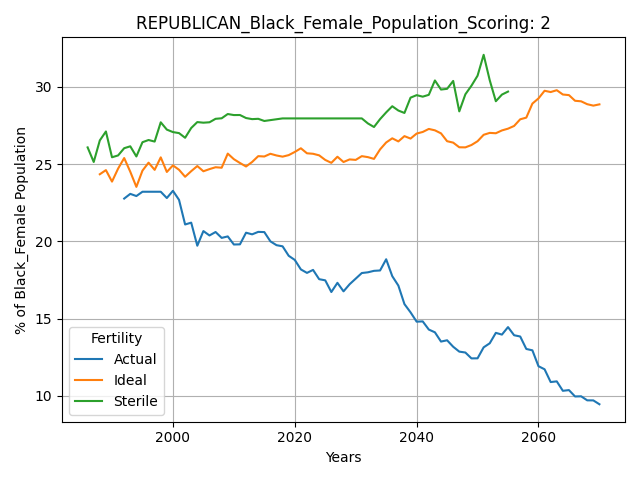 REPUBLICAN_Black_Female_Population_Scoring: 2
% of Black_Female Population
30
25
20
15
10
Fertility
Actual
Ideal
Sterile
2000
2020
2040
2060
Years